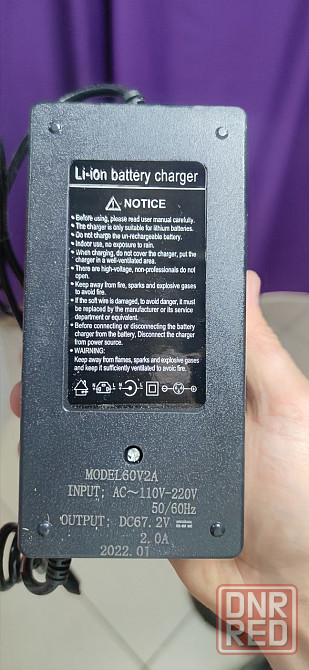 Li-ion battery charger
NOTICE
• Before using, please read user manual carefully.
• The charger is only suitable for lithium batteries.
• Do not charge the un-rechargeable battery.
• Indoor use, no exposure to rain.
• When charging, do not cover the charger, put the
charger in a well-ventilated area.
• There are high-voltage, non-professionals do not
open.
• Keep away from fire, sparks and explosive gases
to avoid fire.
• If the soft wire is damaged, to avoid danger, it must
be replaced by the manufacturer or its service
department or equivalent.
• Before connecting or disconnecting the battery
charger from the battery, Disconnect the charger
from power source.
• WAIRNING:
Keep away from flames, sparks and explosive gases
and keep it sufficiently ventilated to avoid fire.
MODEL60V2A
INPUT; AC~110V-220V
50/60Hz
OUTPUT; DC67.2V
2.0A
2022.01
DNR
RED